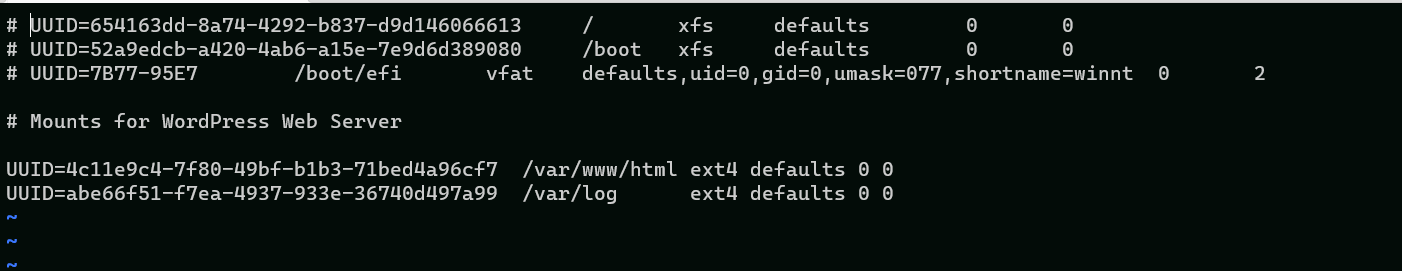 # UUID=654163dd-8a74-4292-b837-d9d146066613 / xfs defaults 0 0
# UUID=52a9edcb-a420-4ab6-a15e-7e9d6d389080 /boot xfs defaults 0 0
# UUID=7B77-95E7 /boot/efi vfat defaults,uid=0,gid=0,umask=077,shortname=winnt 0 2
# Mounts for WordPress Web Server
UUID=4c11e9c4-7f80-49bf-b1b3-71bed4a96cf7 /var/www/html ext4 defaults 0 0
UUID=abe66f51-f7ea-4937-933e-36740d497a99 /var/log ext4 defaults 0 0
~
~
~